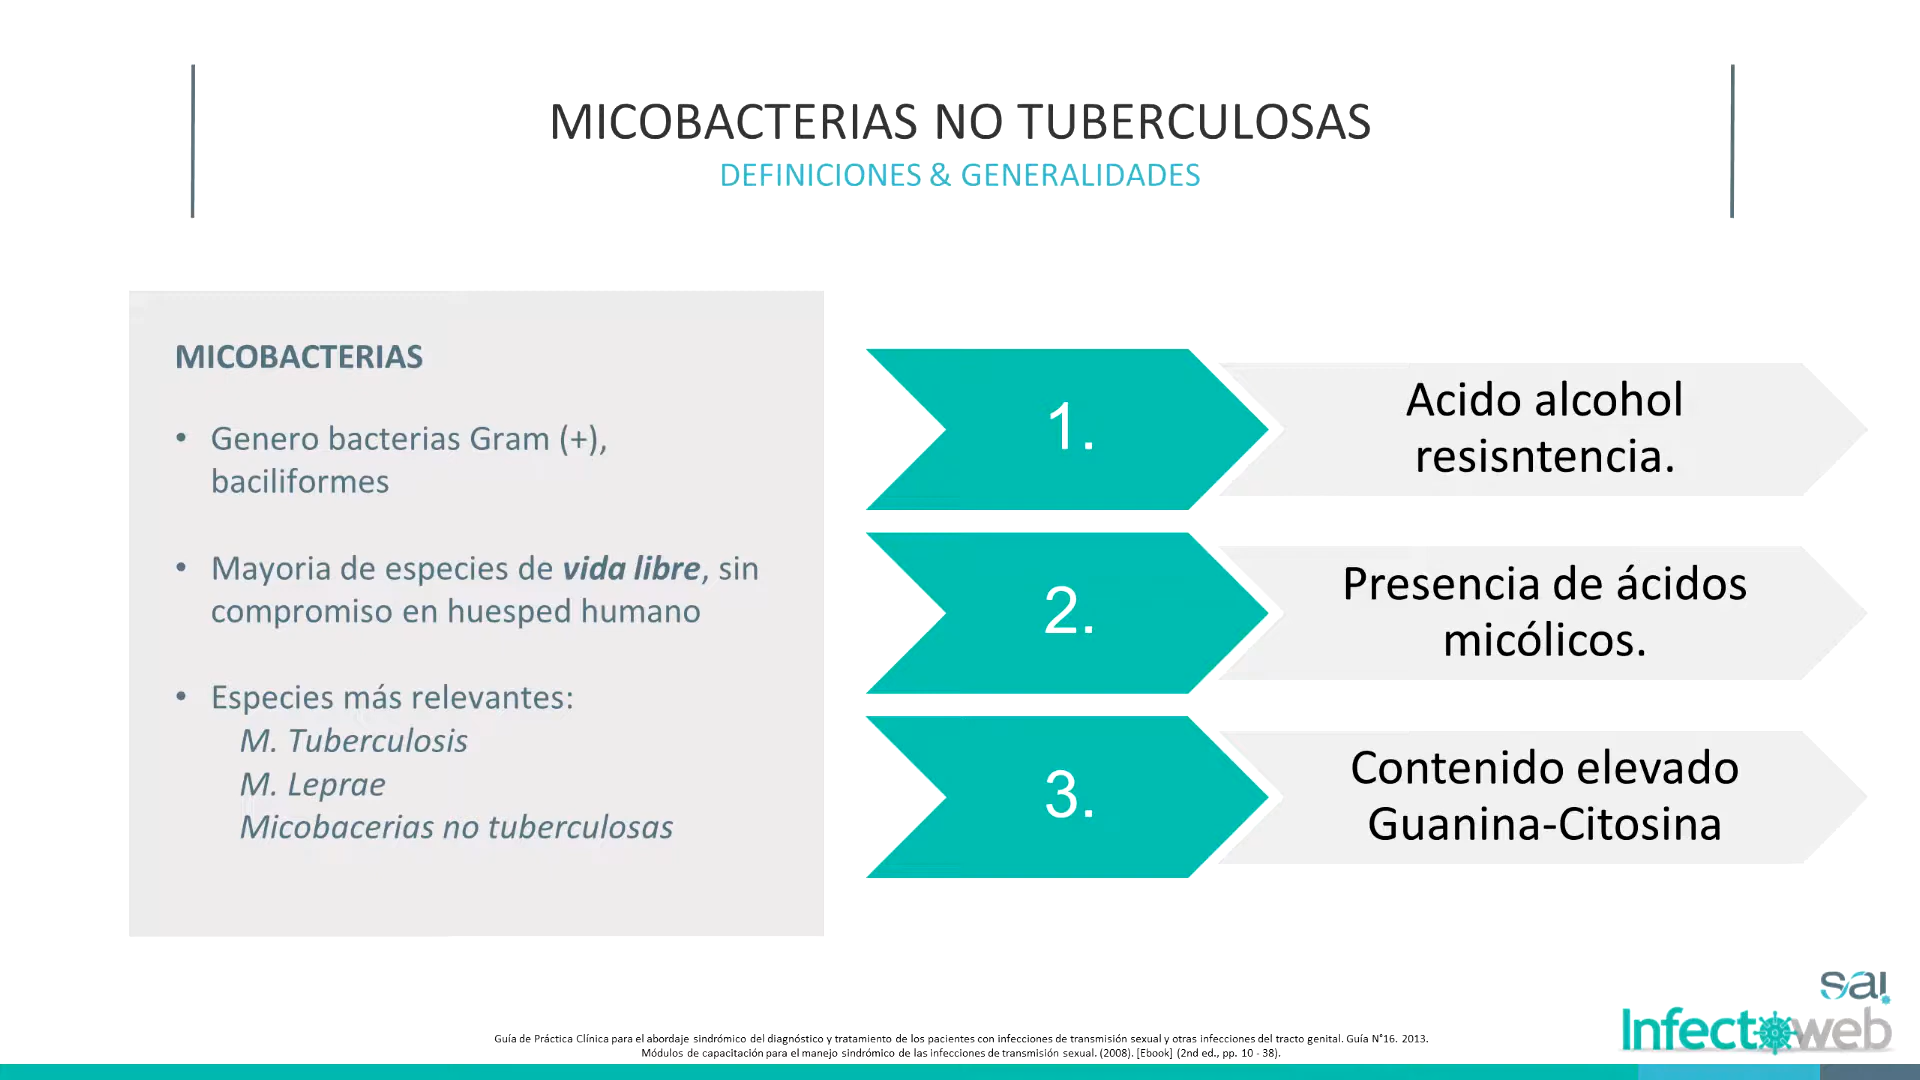 MICOBACTERIAS NO TUBERCULOSAS
DEFINICIONES & GENERALIDADES
MICOBACTERIAS
• Genero bacterias Gram (+),
baciliformes
• Mayoria de especies de vida libre, sin
compromiso en huesped humano
• Especies más relevantes:
M. Tuberculosis
M. Leprae
Micobacerias no tuberculosas
1.
Acido alcohol
resisntencia.
2.
Presencia de ácidos
micólicos.
3.
Contenido elevado
Guanina-Citosina
Guía de Práctica Clínica para el abordaje sindrómico del diagnóstico y tratamiento de los pacientes con infecciones de transmisión sexual y otras infecciones del tracto genital. Guía N°16. 2013.
Módulos de capacitación para el manejo sindrómico de las infecciones de transmisión sexual. (2008). [Ebook] (2nd ed., pp. 10 - 38).
sai
Infectoweb